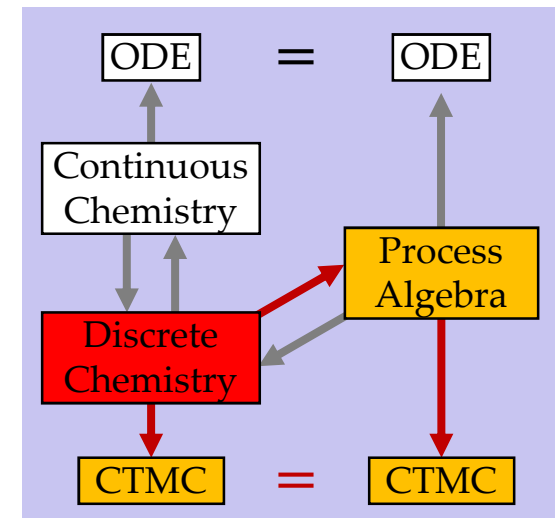 ODE = ODE
Continuous
Chemistry
Process
Algebra
Discrete
Chemistry
CTMC = CTMC